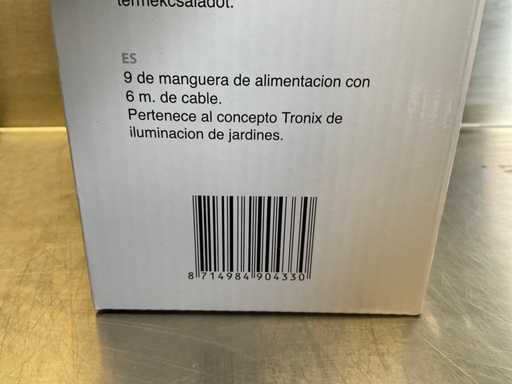 termékcsaládot.
ES
9 de manguera de alimentacion con
6 m. de cable.
Pertenece al concepto Tronix de
iluminacion de jardines.
8 714984 904330